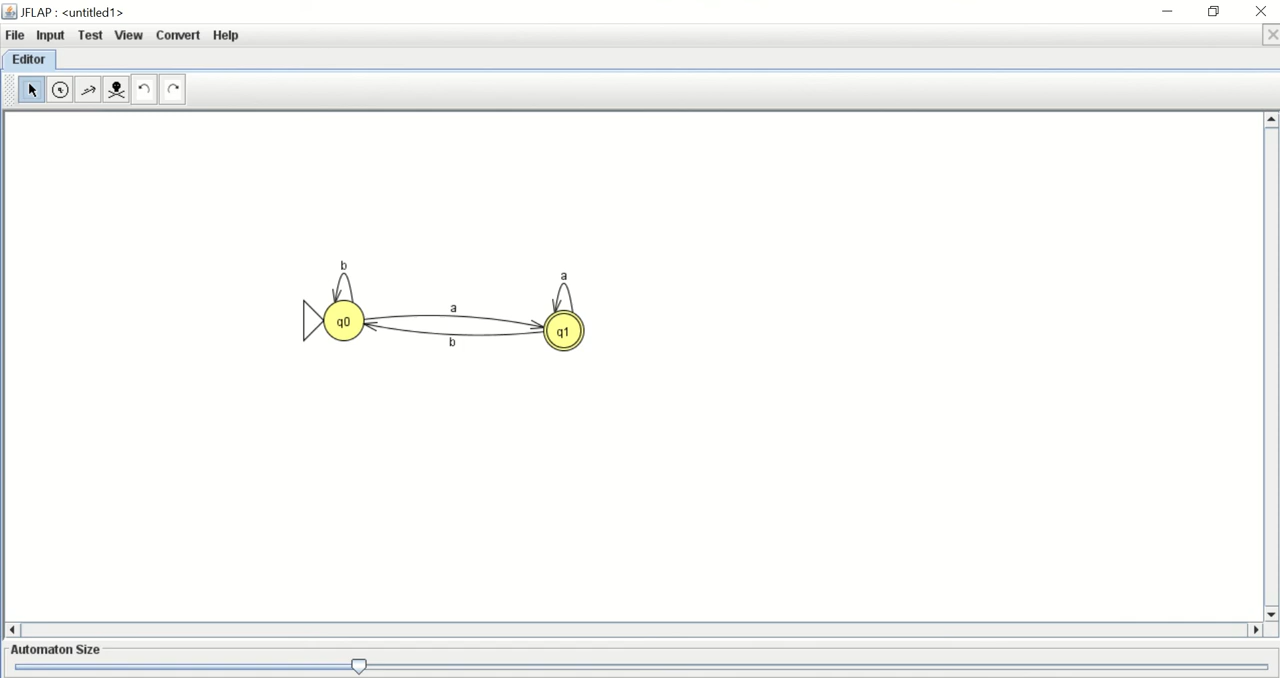 JFLAP : <untitled1>
File Input Test View Convert Help
Editor
b
a
q0
a
q1
b
Automaton Size